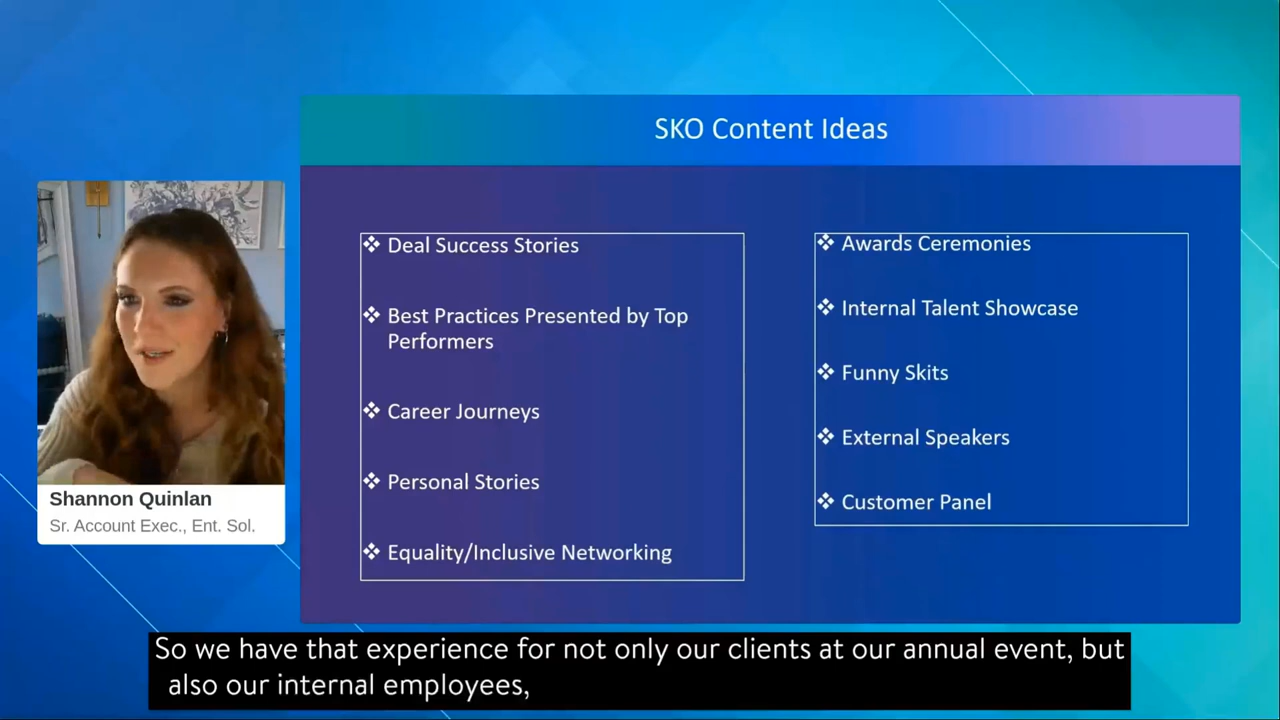 SKO Content Ideas
❖ Deal Success Stories
❖ Best Practices Presented by Top
Performers
❖ Career Journeys
❖ Personal Stories
❖ Equality/Inclusive Networking
❖ Awards Ceremonies
❖ Internal Talent Showcase
❖ Funny Skits
❖ External Speakers
❖ Customer Panel
Shannon Quinlan
Sr. Account Exec., Ent. Sol.
So we have that experience for not only our clients at our annual event, but
also our internal employees,